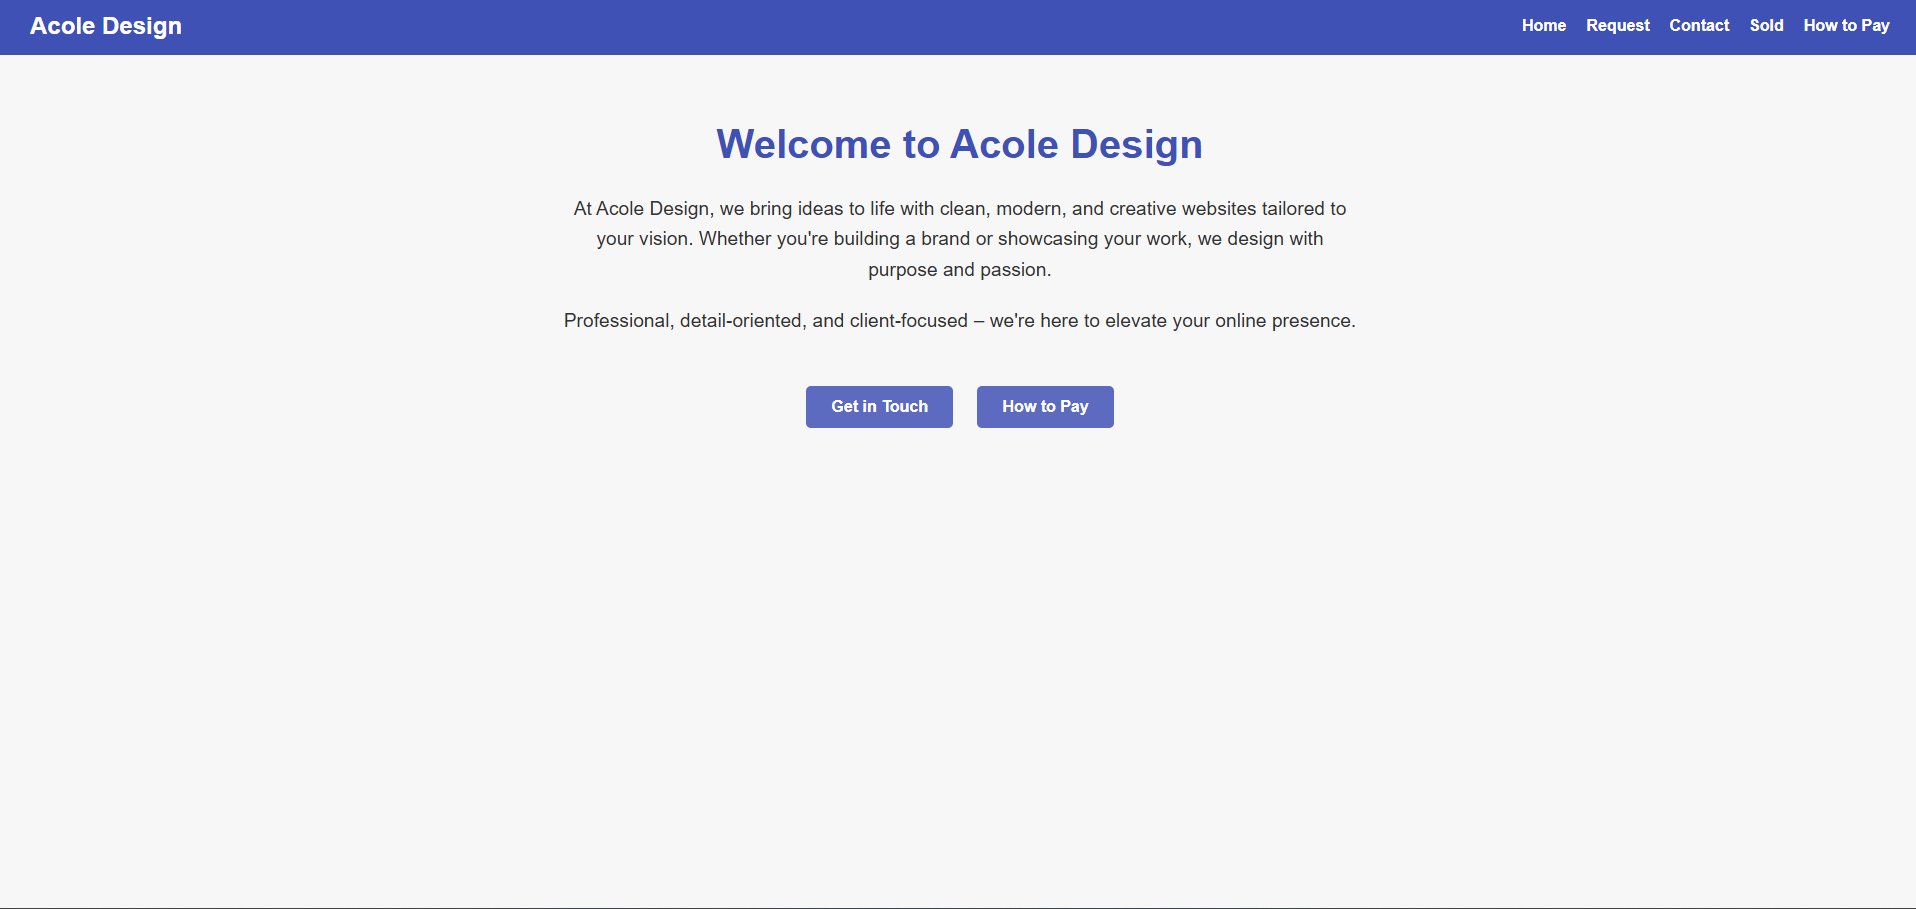 Acole Design
Home Request Contact Sold How to Pay
Welcome to Acole Design
At Acole Design, we bring ideas to life with clean, modern, and creative websites tailored to
your vision. Whether you're building a brand or showcasing your work, we design with
purpose and passion.
Professional, detail-oriented, and client-focused – we're here to elevate your online presence.
Get in Touch How to Pay